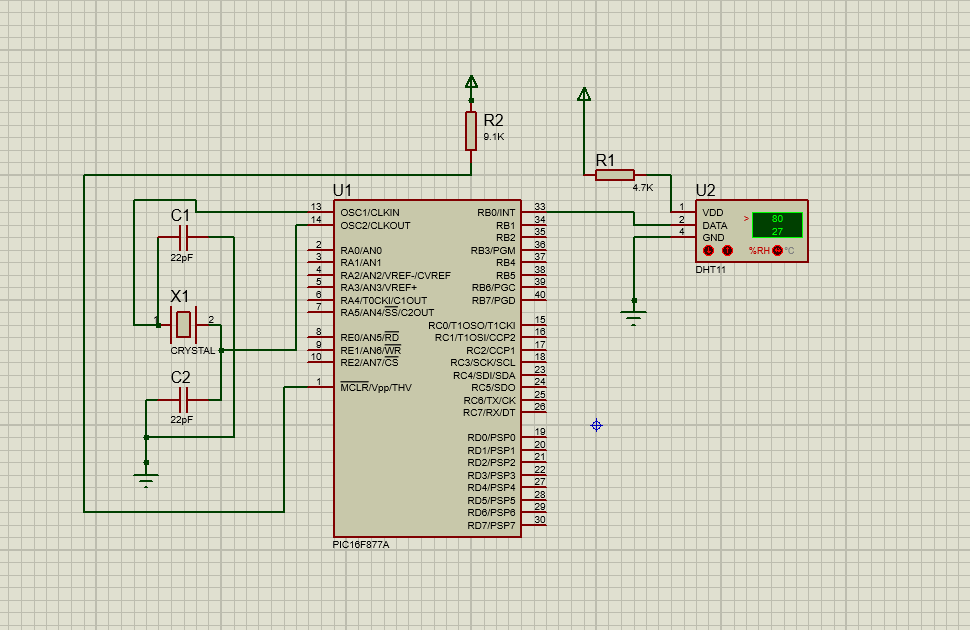 R2
9.1K
R1
4.7K
U1
U2
C1
22pF
X1
1
2
CRYSTAL
C2
22pF
13 OSC1/CLKIN
14 OSC2/CLKOUT
2 RA0/AN0
3 RA1/AN1
4 RA2/AN2/VREF-/CVREF
5 RA3/AN3/VREF+
6 RA4/T0CKI/C1OUT
7 RA5/AN4/SS/C2OUT
8 RE0/AN5/RD
9 RE1/AN6/WR
10 RE2/AN7/CS
1 MCLR/Vpp/THV
RB0/INT 33
RB1 34
RB2 35
RB3/PGM 36
RB4 37
RB5 38
RB6/PGC 39
RB7/PGD 40
RC0/T1OSO/T1CKI 15
RC1/T1OSI/CCP2 16
RC2/CCP1 17
RC3/SCK/SCL 18
RC4/SDI/SDA 23
RC5/SDO 24
RC6/TX/CK 25
RC7/RX/DT 26
RD0/PSP0 19
RD1/PSP1 20
RD2/PSP2 21
RD3/PSP3 22
RD4/PSP4 27
RD5/PSP5 28
RD6/PSP6 29
RD7/PSP7 30
PIC16F877A
1 VDD
2 DATA
4 GND
>
80
27
%RH
°C
DHT11